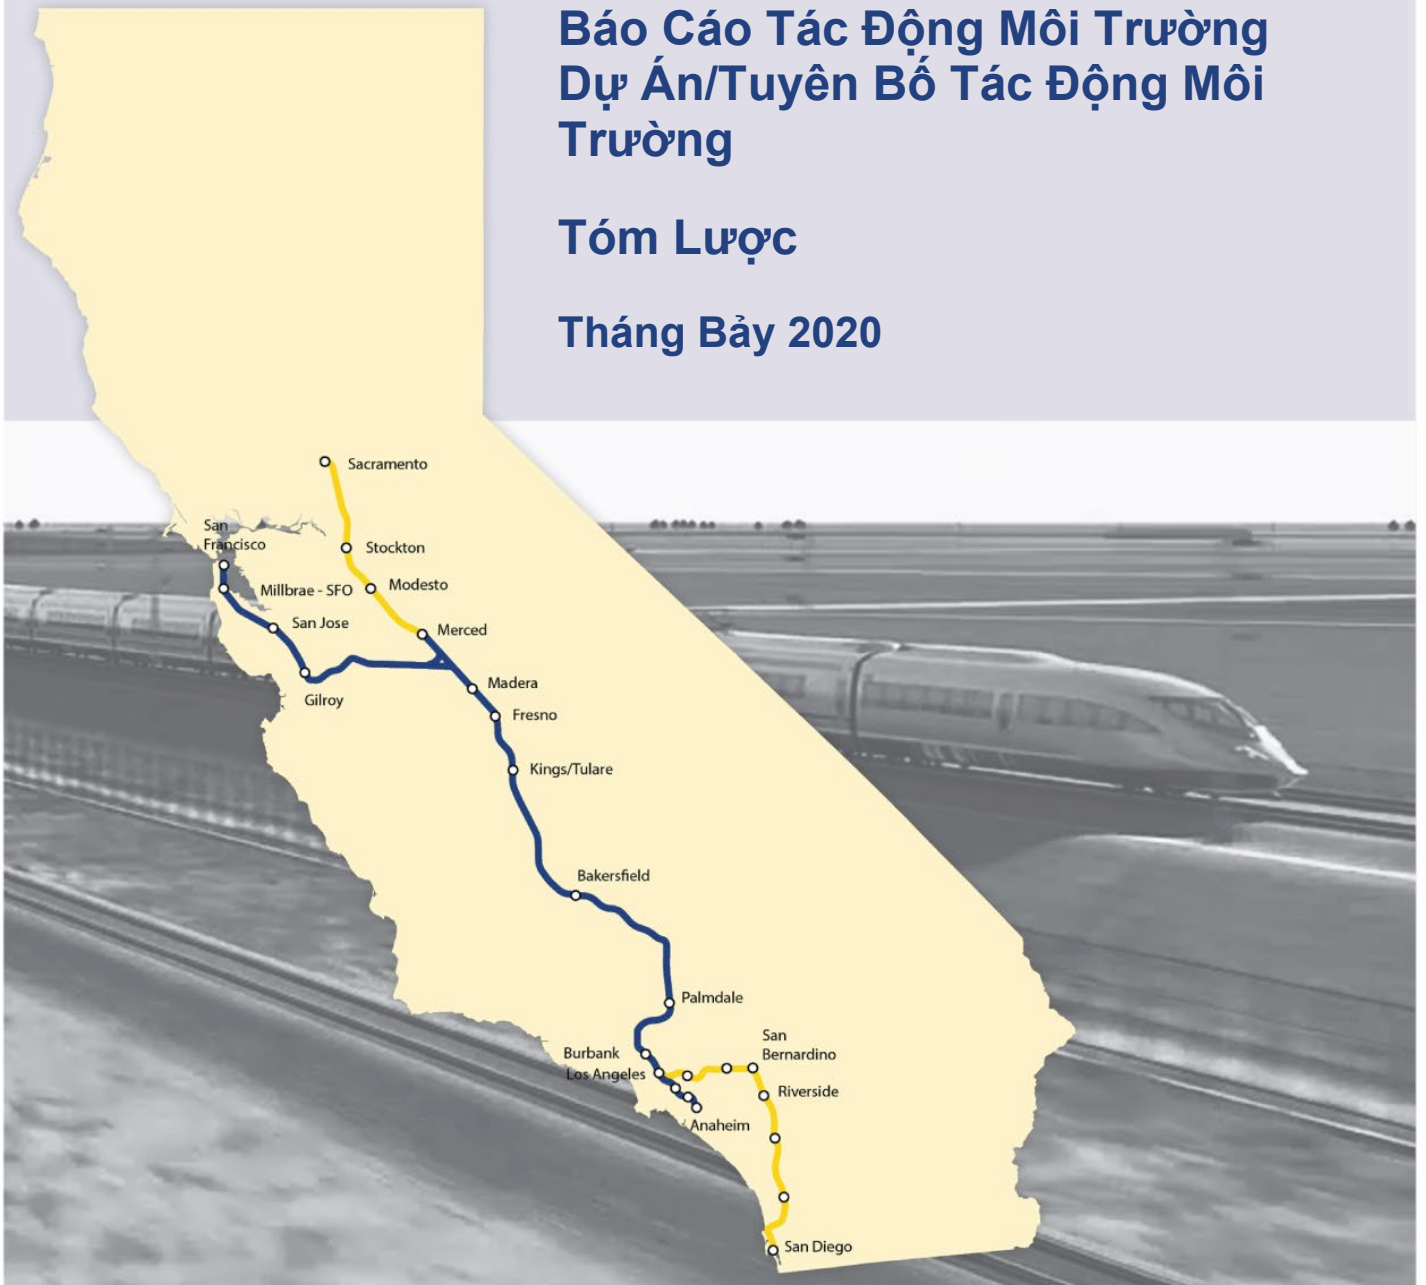 Báo Cáo Tác Động Môi Trường
Dự Án/Tuyên Bố Tác Động Môi
Trường
Tóm Lược
Tháng Bảy 2020
Sacramento
San
Francisco
Stockton
Modesto
Millbrae - SFO
San Jose
Merced
Gilroy
Madera
Fresno
Kings/Tulare
Bakersfield
Palmdale
San
Bernardino
Burbank
Los Angeles
Riverside
Anaheim
San Diego